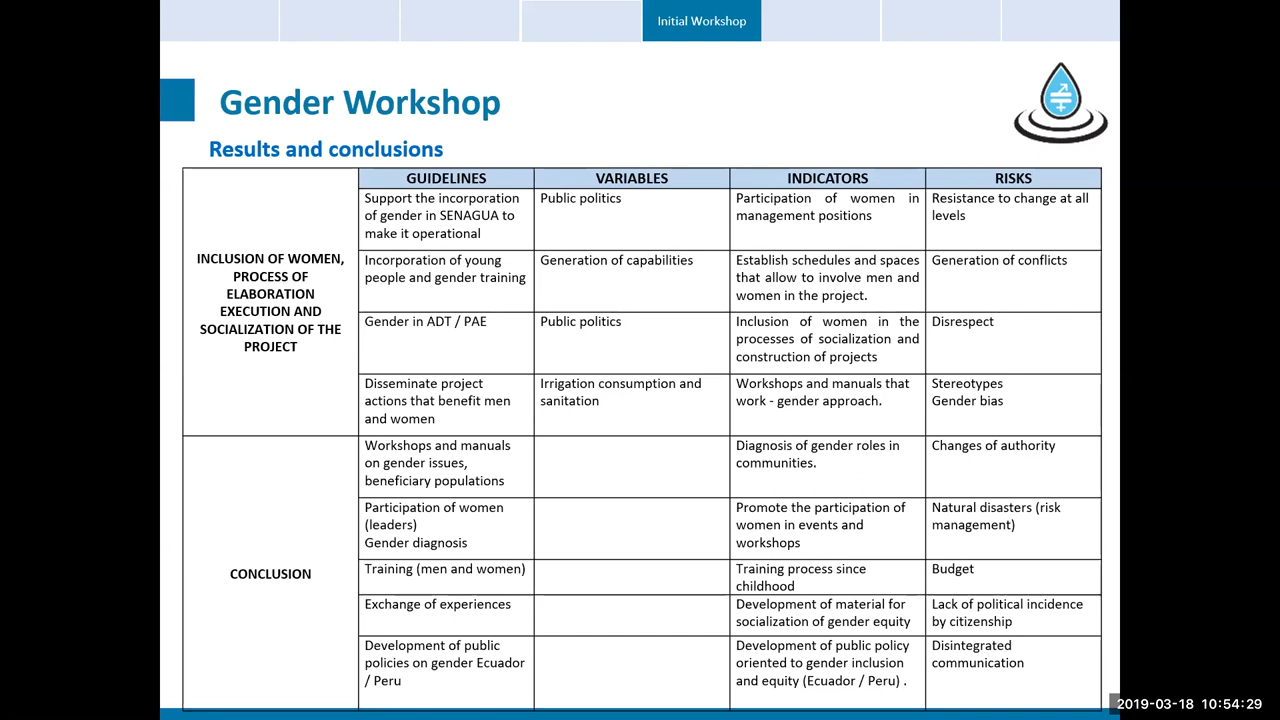 Initial Workshop
Gender Workshop
Results and conclusions
GUIDELINES
VARIABLES
INDICATORS
RISKS
INCLUSION OF WOMEN,
PROCESS OF
ELABORATION
EXECUTION AND
SOCIALIZATION OF THE
PROJECT
Support the incorporation
of gender in SENAGUA to
make it operational
Public politics
Participation of women in
management positions
Resistance to change at all
levels
Incorporation of young
people and gender training
Generation of capabilities
Establish schedules and spaces
that allow to involve men and
women in the project.
Generation of conflicts
Gender in ADT / PAE
Public politics
Inclusion of women in the
processes of socialization and
construction of projects
Disrespect
Disseminate project
actions that benefit men
and women
Irrigation consumption and
sanitation
Workshops and manuals that
work - gender approach.
Stereotypes
Gender bias
CONCLUSION
Workshops and manuals
on gender issues,
beneficiary populations
Diagnosis of gender roles in
communities.
Changes of authority
Participation of women
(leaders)
Gender diagnosis
Promote the participation of
women in events and
workshops
Natural disasters (risk
management)
Training (men and women)
Training process since
childhood
Budget
Exchange of experiences
Development of material for
socialization of gender equity
Lack of political incidence
by citizenship
Development of public
policies on gender Ecuador
/ Peru
Development of public policy
oriented to gender inclusion
and equity (Ecuador / Peru) .
Disintegrated
communication
2019-03-18 10:54:29